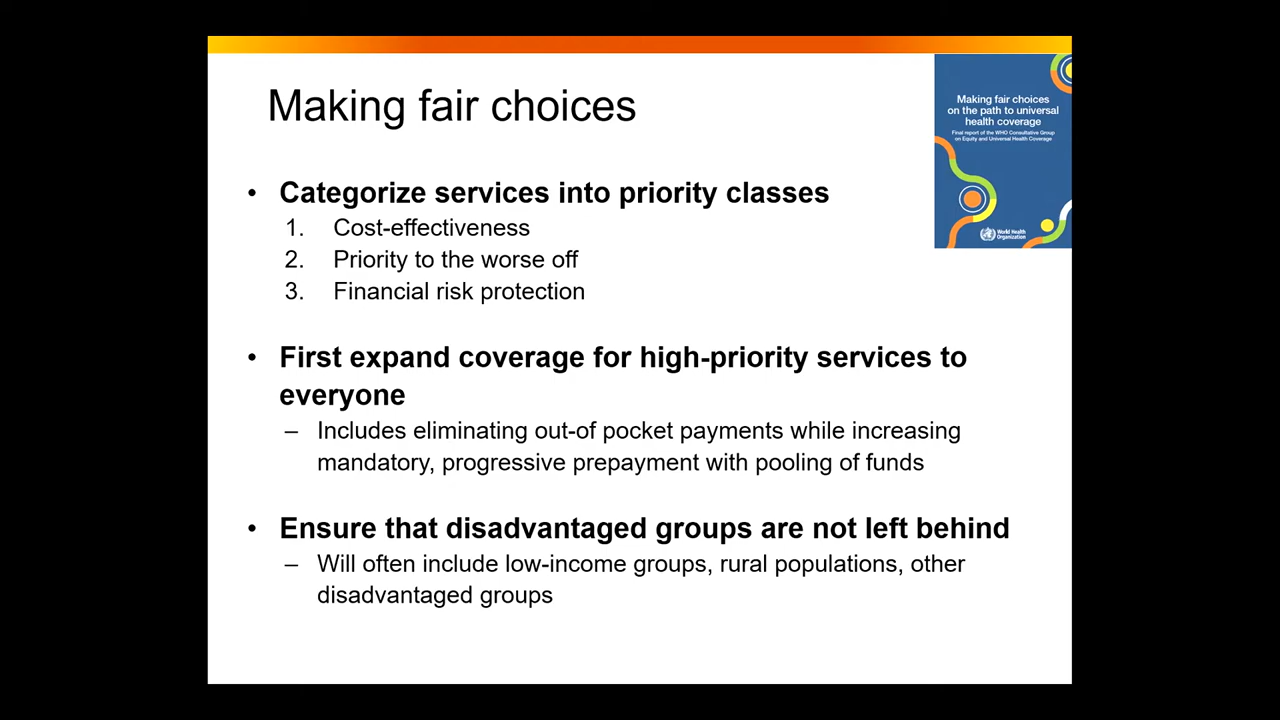 Making fair choices
Making fair choices
on the path to universal
health coverage
Final report of the WHO Consultative Group
on Equity and Universal Health Coverage
World Health
Organization
• Categorize services into priority classes
1. Cost-effectiveness
2. Priority to the worse off
3. Financial risk protection
• First expand coverage for high-priority services to
everyone
– Includes eliminating out-of pocket payments while increasing
mandatory, progressive prepayment with pooling of funds
• Ensure that disadvantaged groups are not left behind
– Will often include low-income groups, rural populations, other
disadvantaged groups